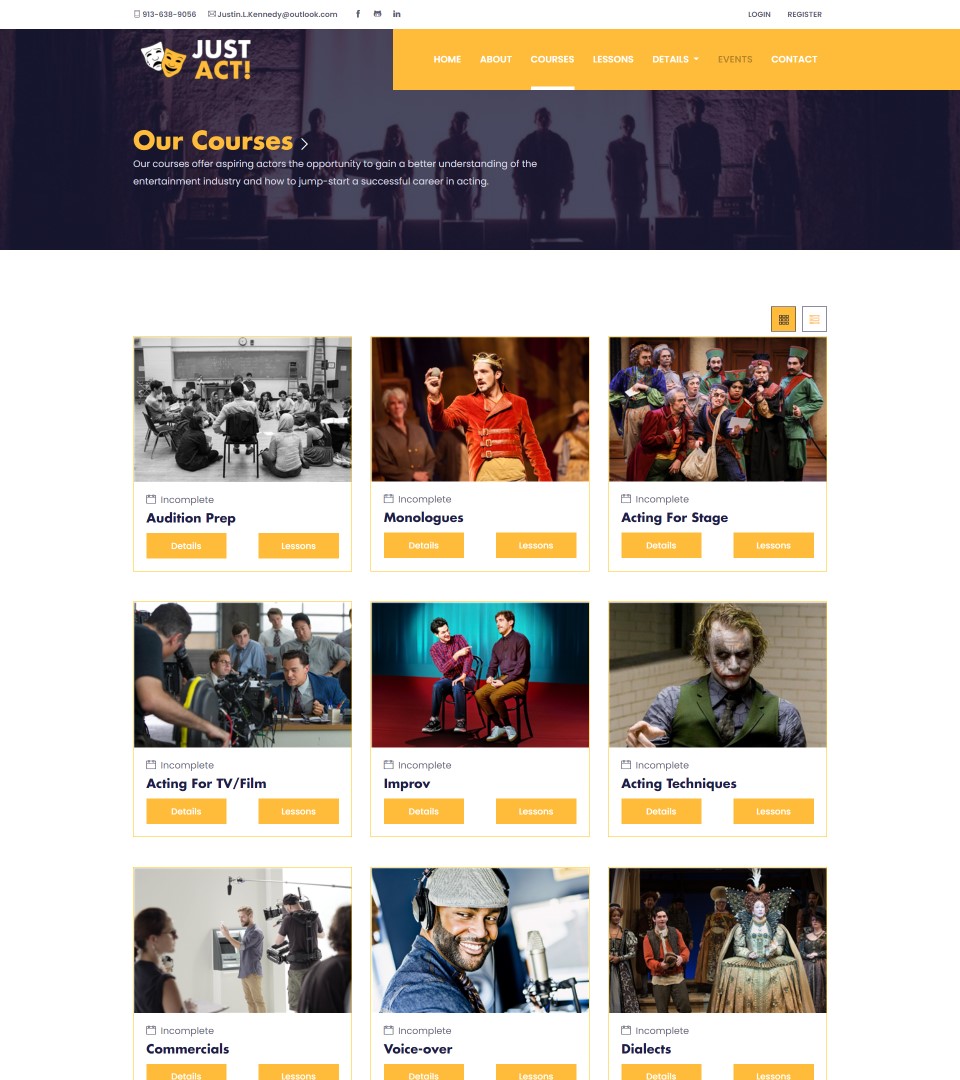 913-638-9056 Justin.L.Kennedy@outlook.com LOGIN REGISTER
JUST
ACT!
HOME ABOUT COURSES LESSONS DETAILS EVENTS CONTACT
Our Courses
Our courses offer aspiring actors the opportunity to gain a better understanding of the
entertainment industry and how to jump-start a successful career in acting.
Incomplete
Audition Prep
Details Lessons
Incomplete
Monologues
Details Lessons
Incomplete
Acting For Stage
Details Lessons
Incomplete
Acting For TV/Film
Details Lessons
Incomplete
Improv
Details Lessons
Incomplete
Acting Techniques
Details Lessons
Incomplete
Commercials
Details Lessons
Incomplete
Voice-over
Details Lessons
Incomplete
Dialects
Details Lessons